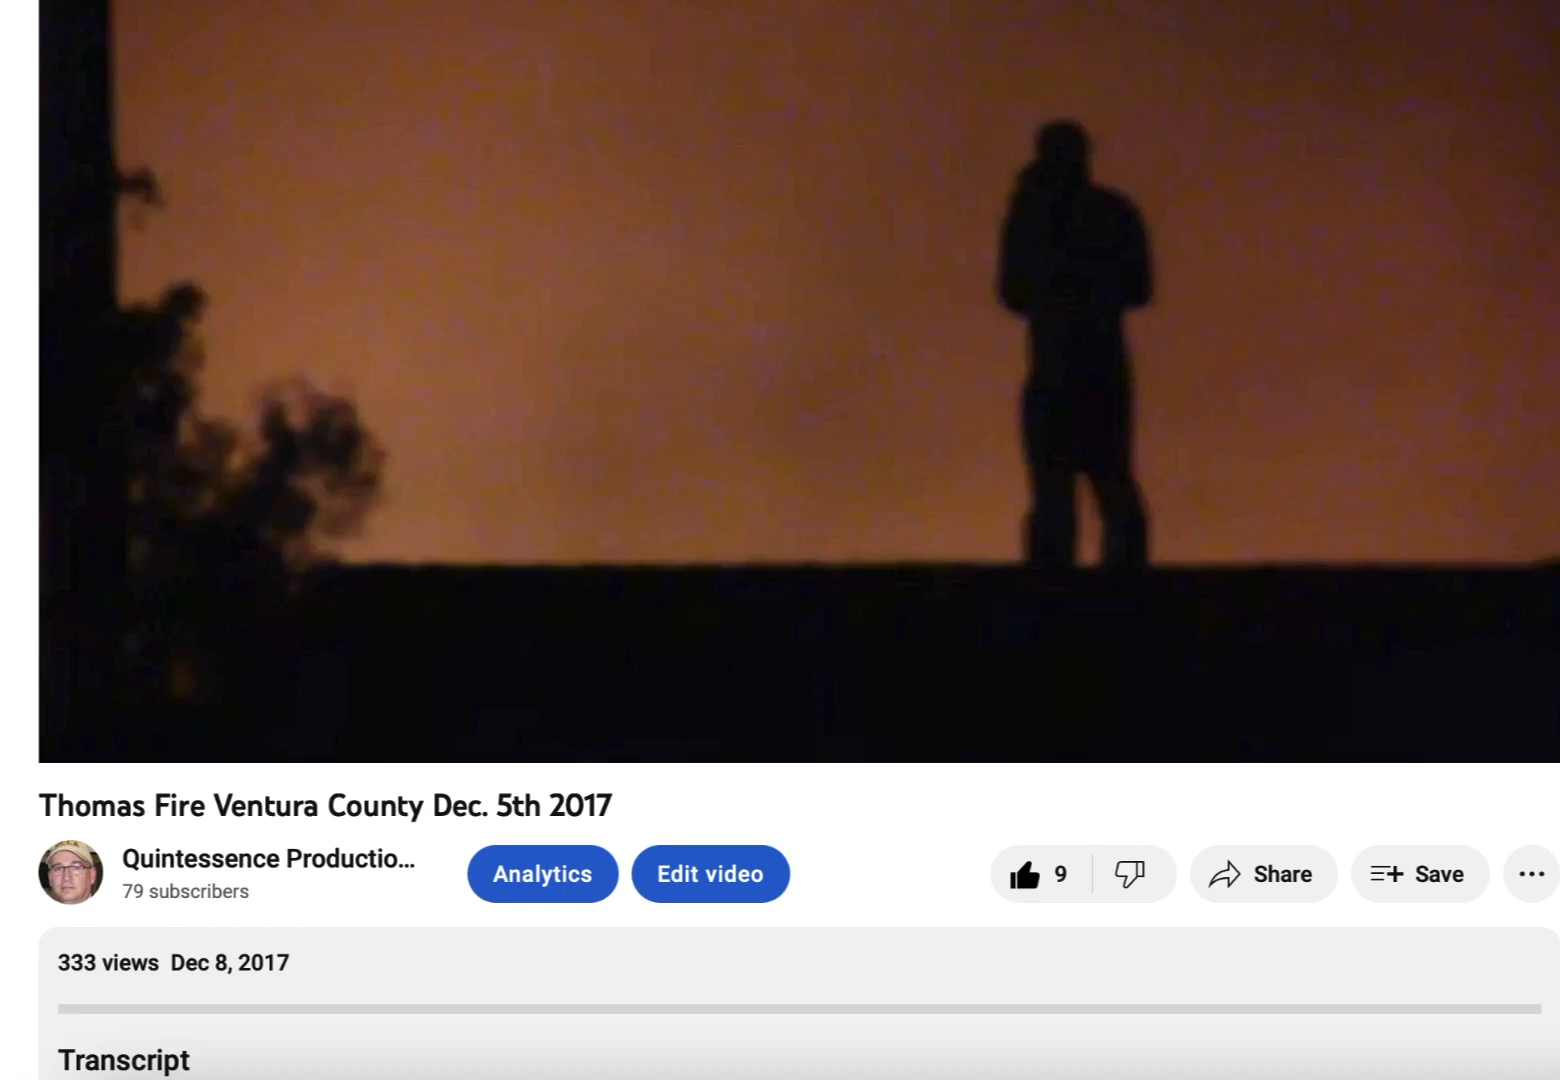 Thomas Fire Ventura County Dec. 5th 2017
Quintessence Productio...
79 subscribers
Analytics
Edit video
9
Share
Save
333 views Dec 8, 2017
Transcript